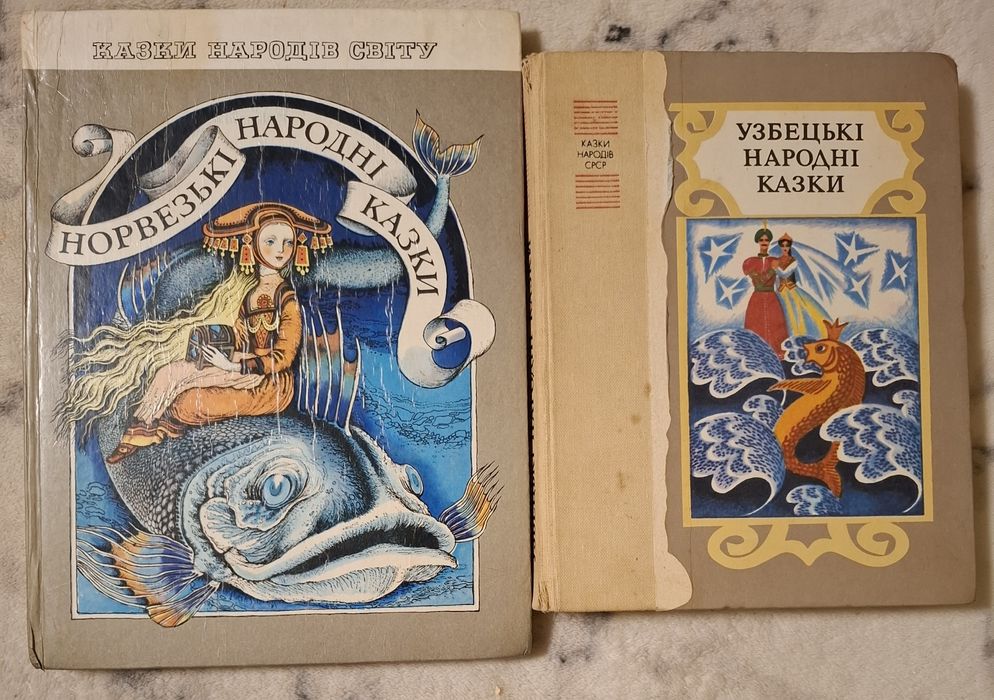 КАЗКИ НАРОДІВ СВІТУ
НОРВЕЗЬКІ НАРОДНІ КАЗКИ
КАЗКИ
НАРОДІВ
СРСР
УЗБЕЦЬКІ
НАРОДНІ
КАЗКИ